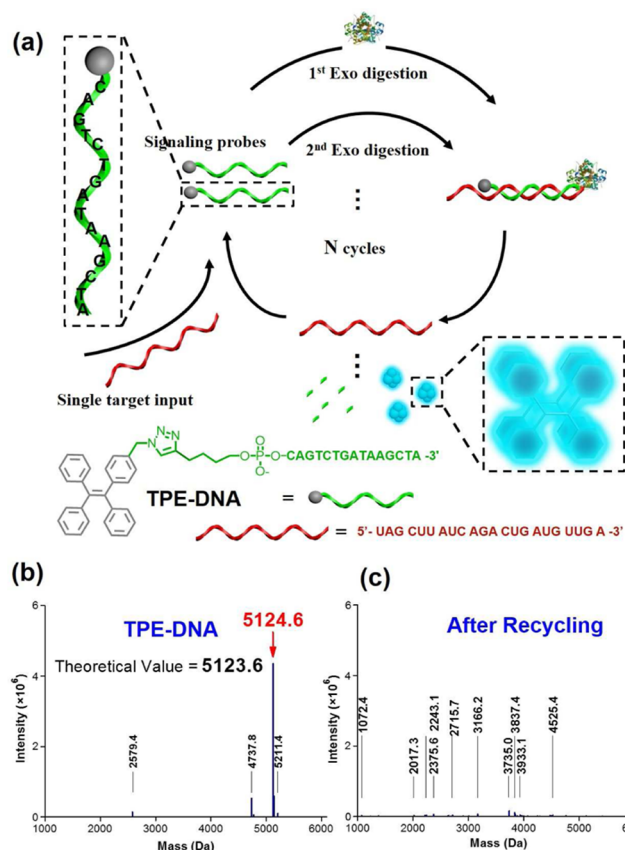 (a)
1st Exo digestion
Signaling probes
2nd Exo digestion
N cycles
CAGTCTGATAAGCTA
Single target input
N=N
N
O-P-O-CAGTCTGATAAGCTA -3'
O
O-
TPE-DNA =
= 5'- UAG CUU AUC AGA CUG AUG UUG A -3'
(b)
(c)
TPE-DNA
5124.6
After Recycling
Theoretical Value = 5123.6
Intensity (×10⁶)
6
4
2
0
2579.4
4737.8
5211.4
1000 2000 3000 4000 5000 6000
Mass (Da)
Intensity (×10⁶)
6
4
2
0
1072.4
2017.3
2243.1
2375.6
2715.7
3166.2
3735.0
3837.4
3933.1
4525.4
1000 2000 3000 4000 5000
Mass (Da)